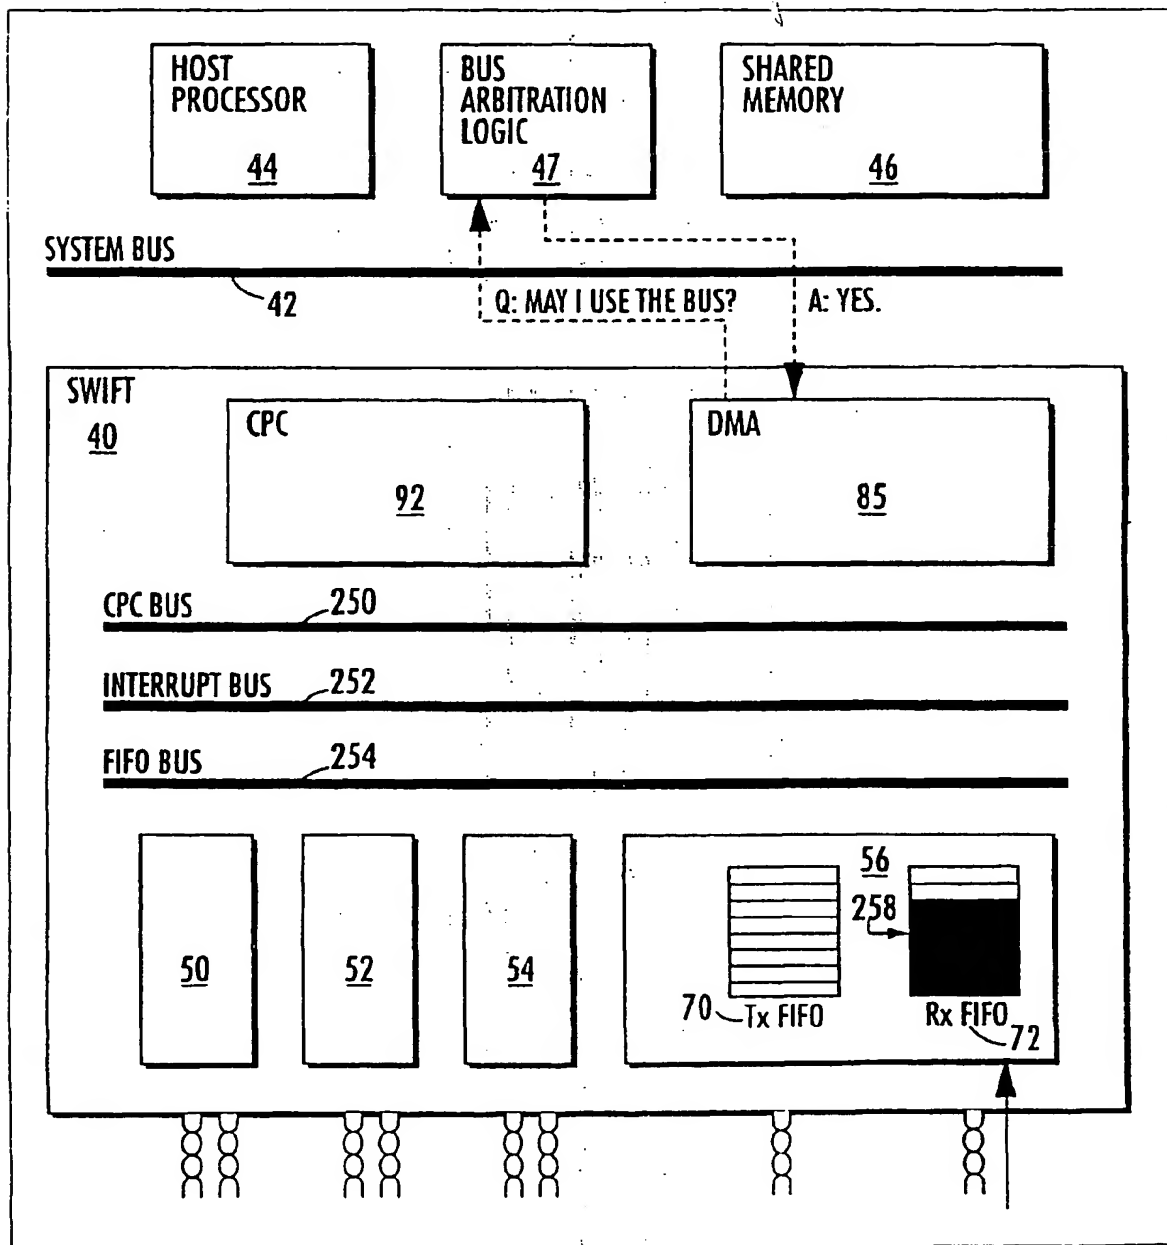 HOST
PROCESSOR
44
BUS
ARBITRATION
LOGIC
47
SHARED
MEMORY
46
SYSTEM BUS
42
Q: MAY I USE THE BUS?
A: YES.
SWIFT
40
CPC
92
DMA
85
CPC BUS
250
INTERRUPT BUS
252
FIFO BUS
254
50
52
54
56
258
70
Tx FIFO
Rx FIFO
72